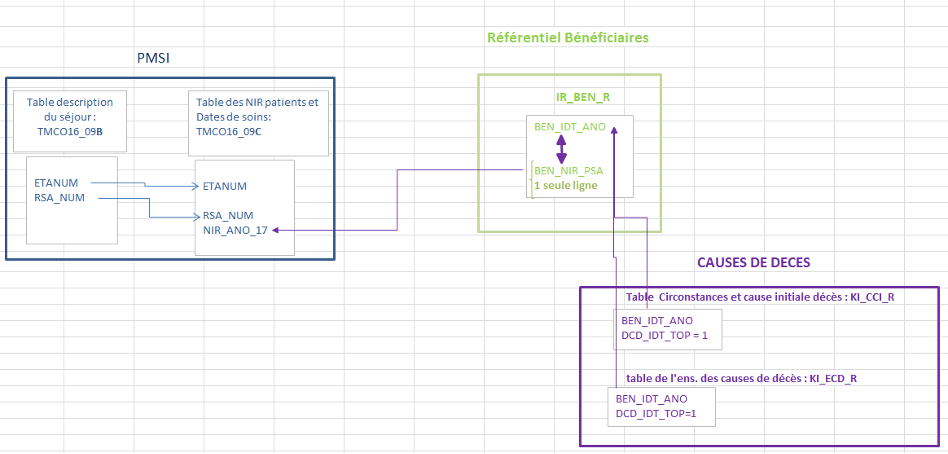 PMSI
Table description
du séjour :
TMCO16_09B
Table des NIR patients et
Dates de soins:
TMCO16_09C
ETANUM
RSA_NUM
ETANUM
RSA_NUM
NIR_ANO_17
Référentiel Bénéficiaires
IR_BEN_R
BEN_IDT_ANO
BEN_NIR_PSA
1 seule ligne
CAUSES DE DECES
Table Circonstances et cause initiale décès : KI_CCI_R
BEN_IDT_ANO
DCD_IDT_TOP = 1
table de l'ens. des causes de décès : KI_ECD_R
BEN_IDT_ANO
DCD_IDT_TOP=1